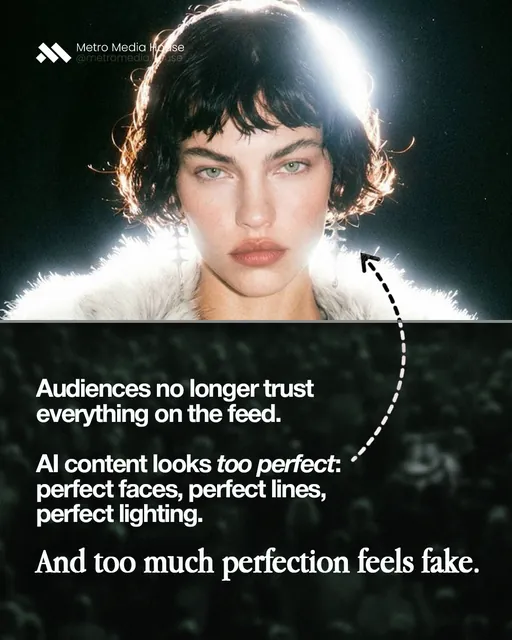 Metro Media House
@metromediahouse
Audiences no longer trust
everything on the feed.
AI content looks too perfect:
perfect faces, perfect lines,
perfect lighting.
And too much perfection feels fake.